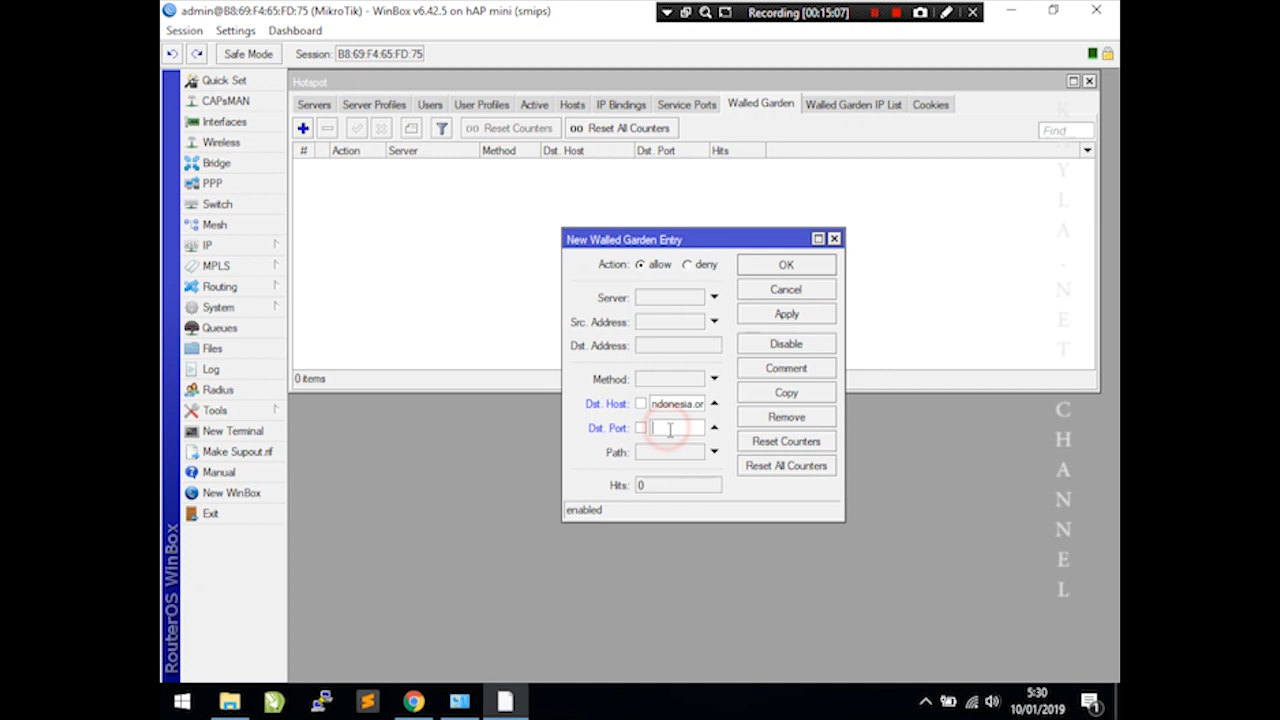 admin@B8:69:F4:65:FD:75 (MikroTik) - WinBox v6.42.5 on hAP mini (smips)
Recording [00:15:07]
Session Settings Dashboard
Safe Mode Session: B8:69:F4:65:FD:75
Quick Set
CAPsMAN
Interfaces
Wireless
Bridge
PPP
Switch
Mesh
IP
MPLS
Routing
System
Queues
Files
Log
Radius
Tools
New Terminal
Make Supout.rif
Manual
New WinBox
Exit
RouterOS WinBox
Hotspot
Servers Server Profiles Users User Profiles Active Hosts IP Bindings Service Ports Walled Garden Walled Garden IP List Cookies
00 Reset Counters 00 Reset All Counters Find
# Action Server Method Dst. Host Dst. Port Hits
0 items
New Walled Garden Entry
Action: allow deny
Server:
Src. Address:
Dst. Address:
Method:
Dst. Host: ndonesia.or
Dst. Port:
Path:
Hits: 0
enabled
OK
Cancel
Apply
Disable
Comment
Copy
Remove
Reset Counters
Reset All Counters
Y
L
A
N
E
T
C
H
A
N
N
E
L
5:30
10/01/2019
1